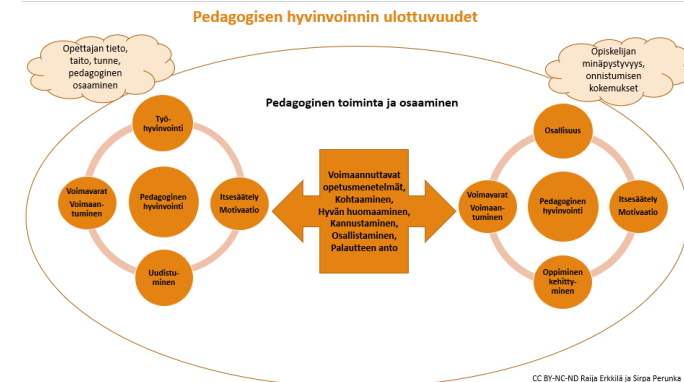 Pedagogisen hyvinvoinnin ulottuvuudet
Opettajan tieto,
taito, tunne,
pedagoginen
osaaminen
Opiskelijan
minäpystyvyys,
onnistumisen
kokemukset
Pedagoginen toiminta ja osaaminen
Työ-
hyvinvointi
Voimavarat
Voimaan-
tuminen
Pedagoginen
hyvinvointi
Itsesäätely
Motivaatio
Uudistu-
minen
Voimaannuttavat
opetusmenetelmät,
Kohtaaminen,
Hyvän huomaaminen,
Kannustaminen,
Osallistaminen,
Palautteen anto
Osallisuus
Voimavarat
Voimaan-
tuminen
Pedagoginen
hyvinvointi
Itsesäätely
Motivaatio
Oppiminen
kehitty-
minen
CC BY-NC-ND Raija Erkkilä ja Sirpa Perunka